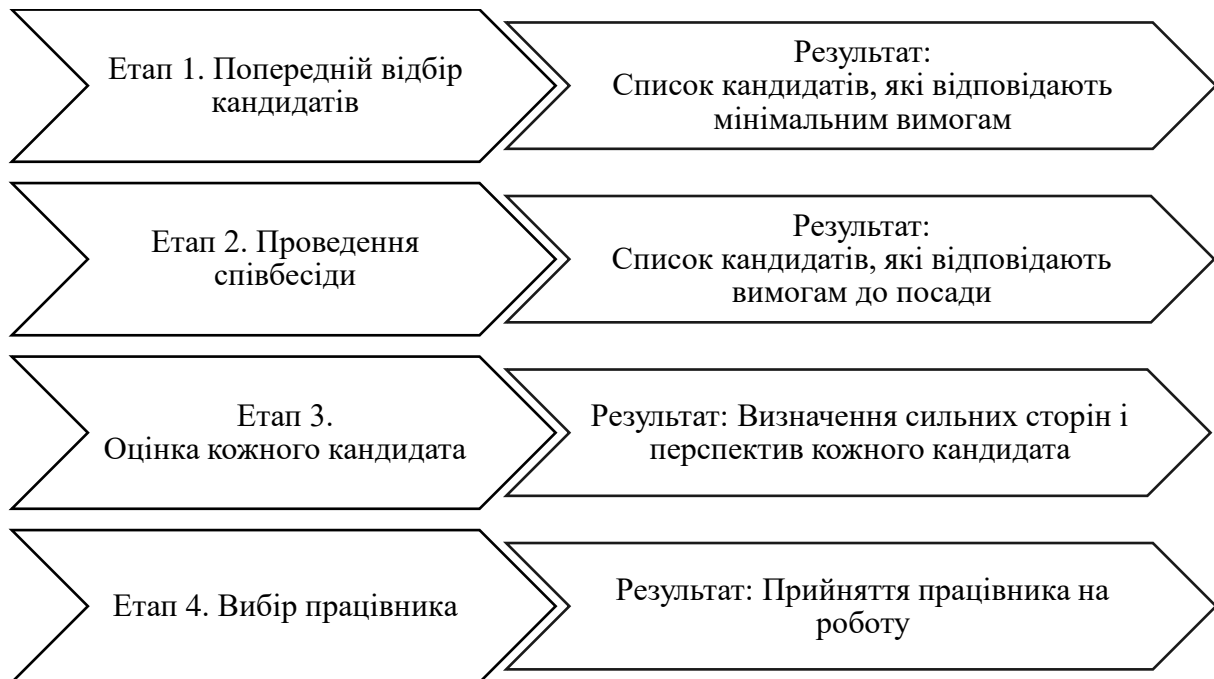 Етап 1. Попередній відбір
кандидатів
Результат:
Список кандидатів, які відповідають
мінімальним вимогам
Етап 2. Проведення
співбесіди
Результат:
Список кандидатів, які відповідають
вимогам до посади
Етап 3.
Оцінка кожного кандидата
Результат: Визначення сильних сторін і
перспектив кожного кандидата
Етап 4. Вибір працівника
Результат: Прийняття працівника на
роботу